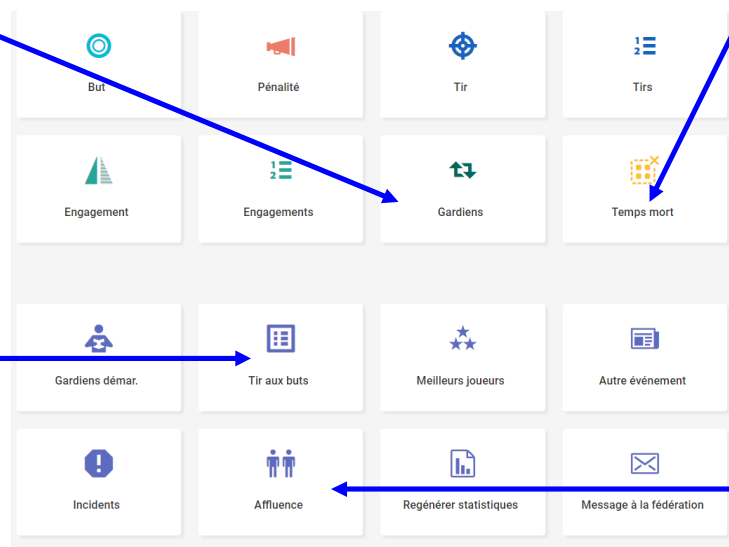 But
Pénalité
Tir
Tirs
Engagement
Engagements
Gardiens
Temps mort
Gardiens démar.
Tir aux buts
Meilleurs joueurs
Autre événement
Incidents
Affluence
Regénérer statistiques
Message à la fédération